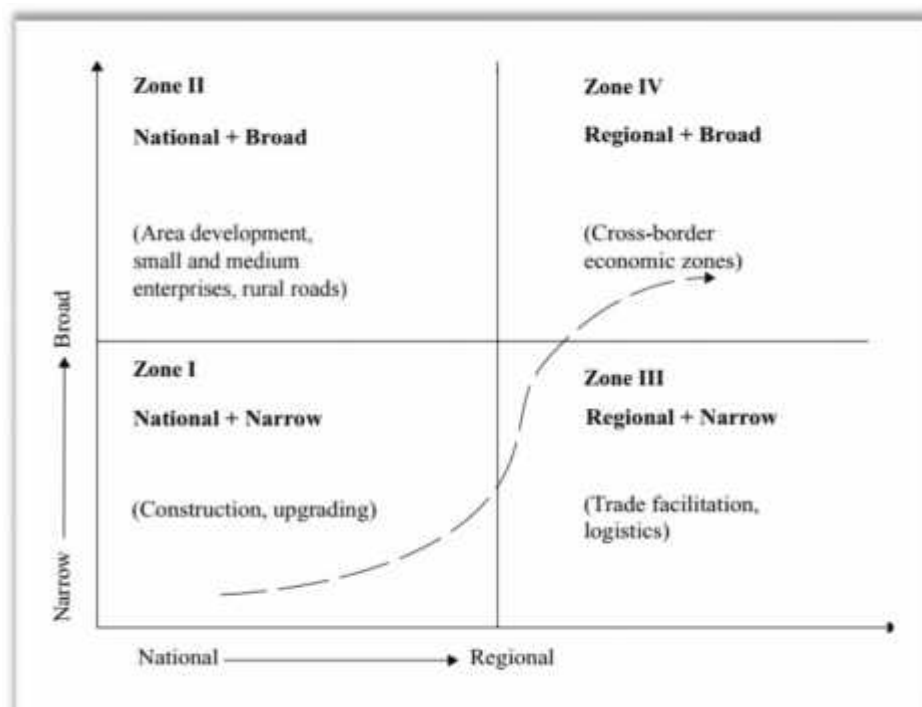 Zone II
National + Broad
(Area development,
small and medium
enterprises, rural roads)
Zone IV
Regional + Broad
(Cross-border
economic zones)
Zone I
National + Narrow
(Construction, upgrading)
Zone III
Regional + Narrow
(Trade facilitation,
logistics)
Broad
Narrow
National
Regional